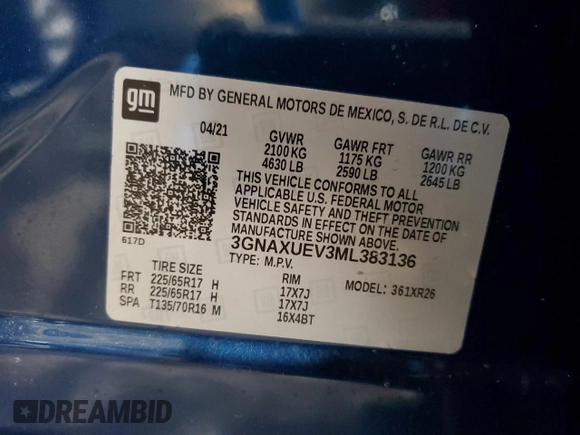 gm
MFD BY GENERAL MOTORS DE MEXICO, S. DE R.L. DE C.V.
04/21 GVWR GAWR FRT GAWR RR
2100 KG 1175 KG 1200 KG
4630 LB 2590 LB 2645 LB
THIS VEHICLE CONFORMS TO ALL
APPLICABLE U.S. FEDERAL MOTOR
VEHICLE SAFETY AND THEFT PREVENTION
STANDARDS IN EFFECT ON THE DATE OF
MANUFACTURE SHOWN ABOVE.
617D
3GNAXUEV3ML383136
TYPE: M.P.V. MODEL: 361XR26
TIRE SIZE RIM
FRT 225/65R17 H 17X7J
RR 225/65R17 H 17X7J
SPA T135/70R16 M 16X4BT
DREAMBID